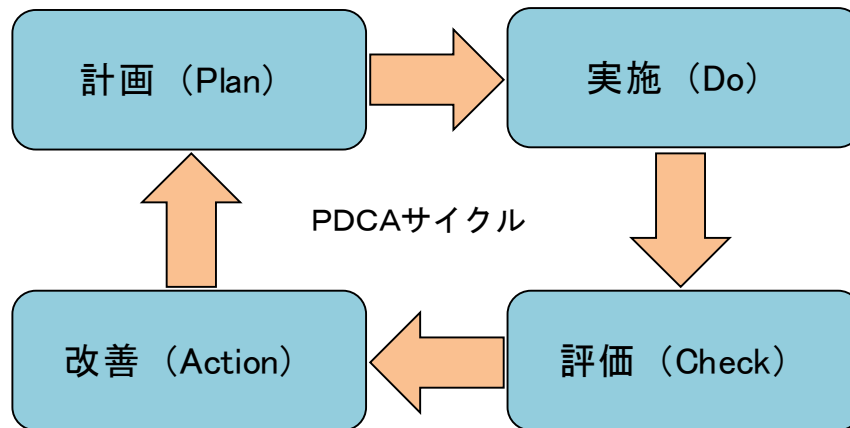 計画（Plan）
実施（Do）
PDCAサイクル
改善（Action）
評価（Check）